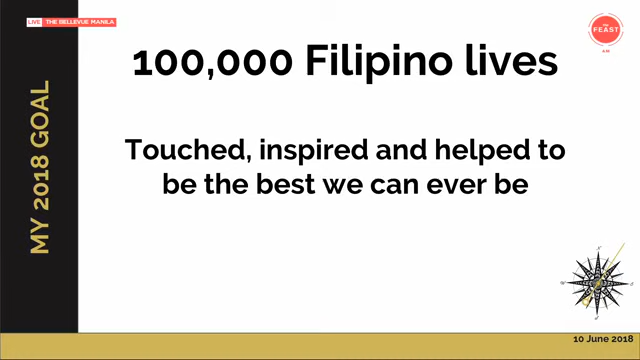 LIVE THE BELLEVUE MANILA
the
FEAST
AM
100,000 Filipino lives
Touched, inspired and helped to
be the best we can ever be
MY 2018 GOAL
10 June 2018